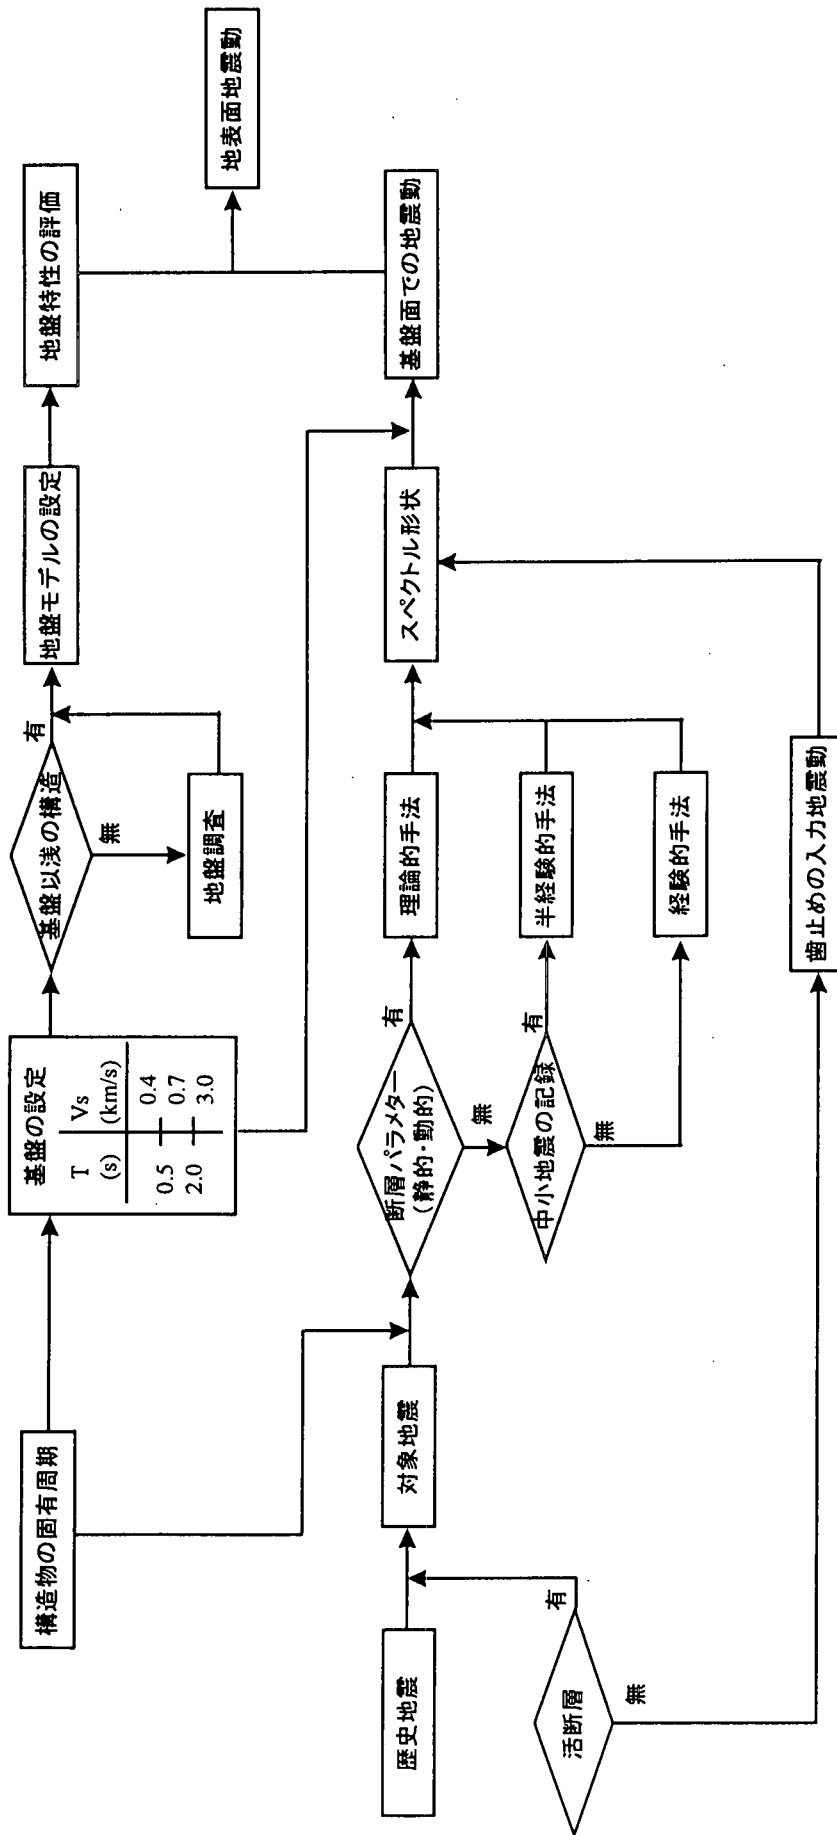 構造物の固有周期
基盤の設定
T Vs
(s) (km/s)
0.4
0.5
0.7
2.0
3.0
基盤以浅の構造
有
無
地盤調査
地盤モデルの設定
地盤特性の評価
地表面地震動
歴史地震
活断層
有
無
対象地震
断層パラメター
(静的・動的)
有
無
中小地震の記録
有
無
理論的手法
半経験的手法
経験的手法
スペクトル形状
基盤面での地震動
歯止めの入力地震動